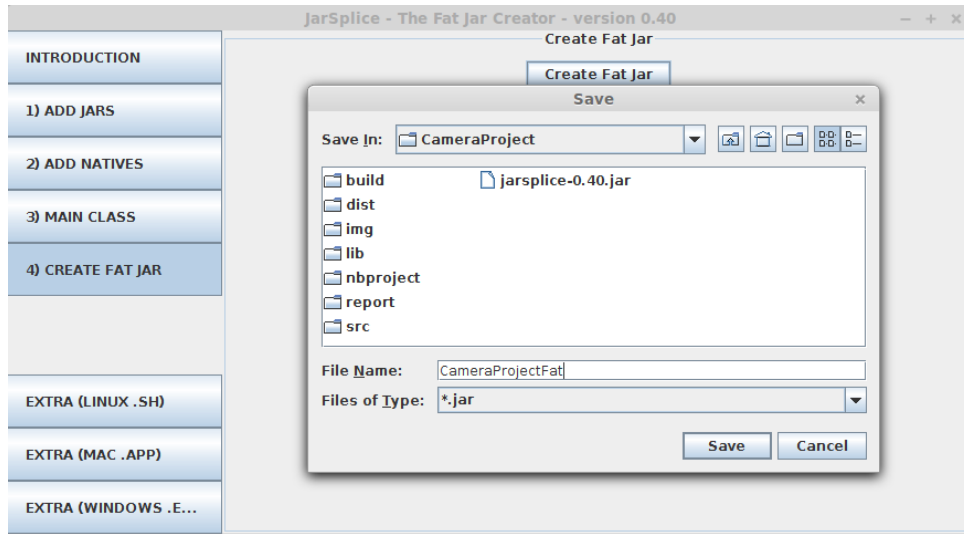 JarSplice - The Fat Jar Creator - version 0.40
INTRODUCTION
1) ADD JARS
2) ADD NATIVES
3) MAIN CLASS
4) CREATE FAT JAR
EXTRA (LINUX .SH)
EXTRA (MAC .APP)
EXTRA (WINDOWS .E...
Create Fat Jar
Create Fat Jar
Save
Save In: CameraProject
build
dist
img
lib
nbproject
report
src
jarsplice-0.40.jar
File Name: CameraProjectFat
Files of Type: *.jar
Save Cancel